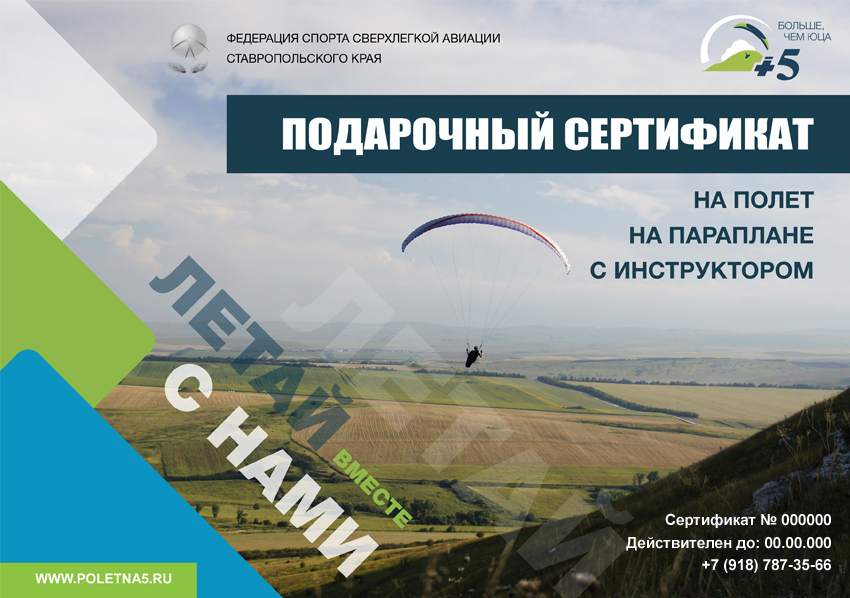 ФЕДЕРАЦИЯ СПОРТА СВЕРХЛЕГКОЙ АВИАЦИИ
СТАВРОПОЛЬСКОГО КРАЯ
БОЛЬШЕ,
ЧЕМ ЮЦА
+5
ПОДАРОЧНЫЙ СЕРТИФИКАТ
НА ПОЛЕТ
НА ПАРАПЛАНЕ
С ИНСТРУКТОРОМ
ЛЕТАЙ
ЛЕТАЙ
ВМЕСТЕ
С НАМИ
Сертификат № 000000
Действителен до: 00.00.000
+7 (918) 787-35-66
WWW.POLETNA5.RU